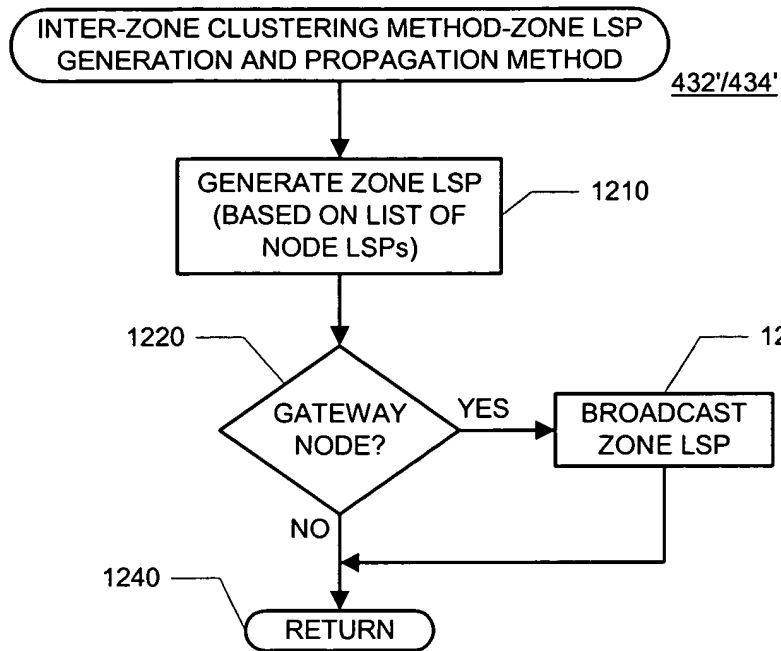 INTER-ZONE CLUSTERING METHOD-ZONE LSP
GENERATION AND PROPAGATION METHOD
432'/434'
GENERATE ZONE LSP
(BASED ON LIST OF
NODE LSPs)
1210
1220
GATEWAY
NODE?
YES
BROADCAST
ZONE LSP
NO
1240
RETURN